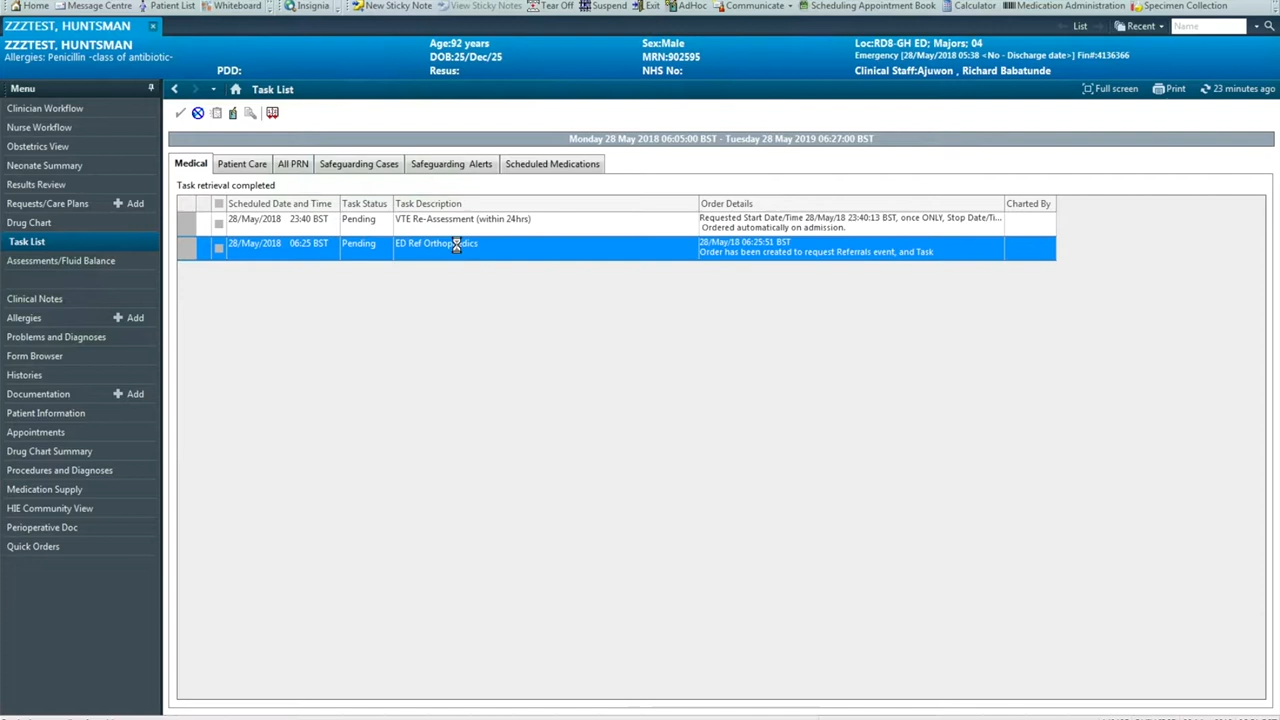 Home Message Centre Patient List Whiteboard Insignia New Sticky Note View Sticky Notes Tear Off Suspend Exit AdHoc Communicate Scheduling Appointment Book Calculator Medication Administration Specimen Collection
ZZZTEST, HUNTSMAN List Recent Name
ZZZTEST, HUNTSMAN Age:92 years Sex:Male Loc:RD8-GH ED; Majors; 04
Allergies: Penicillin -class of antibiotic- DOB:25/Dec/25 MRN:902595 Emergency [28/May/2018 05:38 <No - Discharge date>] Fin#:4136366
PDD: Resus: NHS No: Clinical Staff:Ajuwon , Richard Babatunde
Menu
Task List Full screen Print 23 minutes ago
Clinician Workflow
Nurse Workflow
Obstetrics View
Neonate Summary
Results Review
Requests/Care Plans Add
Drug Chart
Task List
Assessments/Fluid Balance
Clinical Notes
Allergies Add
Problems and Diagnoses
Form Browser
Histories
Documentation Add
Patient Information
Appointments
Drug Chart Summary
Procedures and Diagnoses
Medication Supply
HIE Community View
Perioperative Doc
Quick Orders
Monday 28 May 2018 06:05:00 BST - Tuesday 28 May 2019 06:27:00 BST
Medical Patient Care All PRN Safeguarding Cases Safeguarding Alerts Scheduled Medications
Task retrieval completed
Scheduled Date and Time Task Status Task Description Order Details Charted By
28/May/2018 23:40 BST Pending VTE Re-Assessment (within 24hrs) Requested Start Date/Time 28/May/18 23:40:13 BST, once ONLY, Stop Date/Ti...
Ordered automatically on admission.
28/May/2018 06:25 BST Pending ED Ref Orthopaedics 28/May/18 06:25:51 BST
Order has been created to request Referrals event, and Task